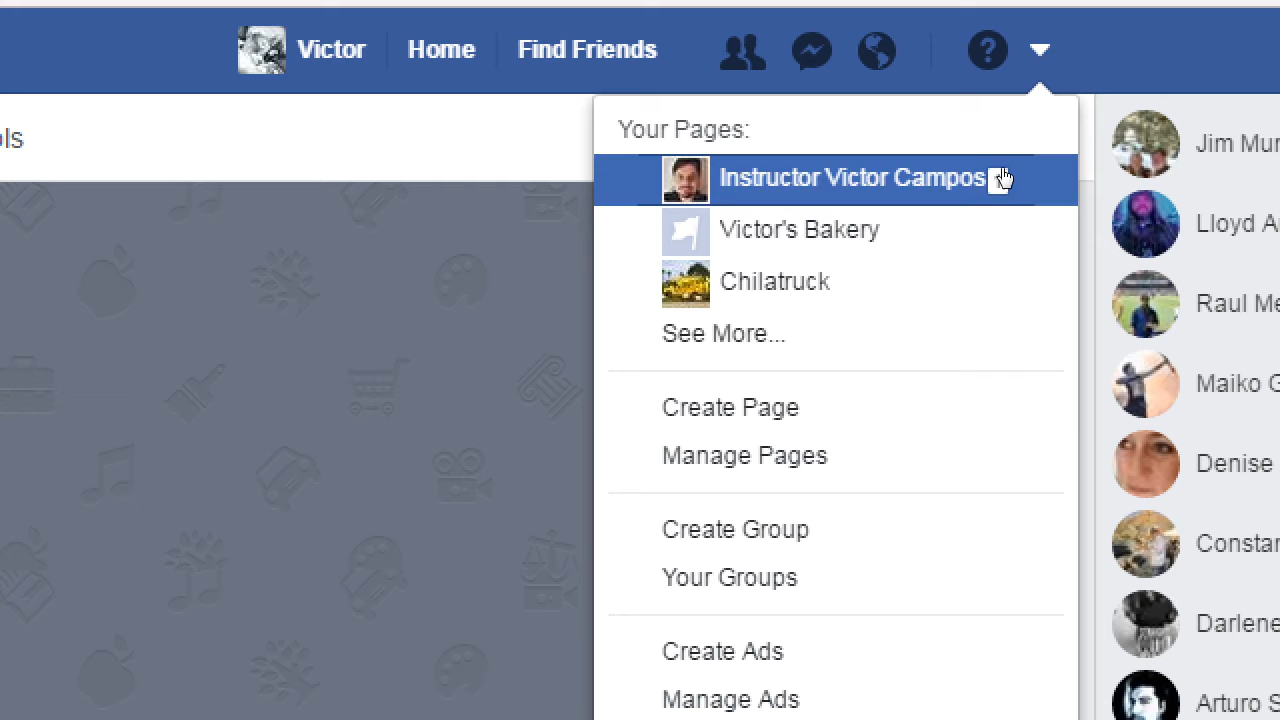 Victor Home Find Friends
ls
Your Pages:
Instructor Victor Campos
Victor's Bakery
Chilatruck
See More...
Create Page
Manage Pages
Create Group
Your Groups
Create Ads
Manage Ads
Jim Mur
Lloyd A
Raul Me
Maiko G
Denise
Constar
Darlene
Arturo S